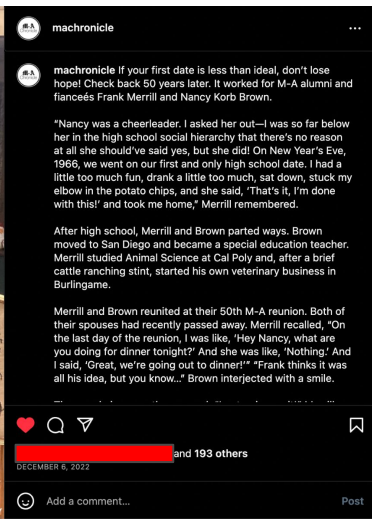 M-A
Chronicle
machronicle
M-A
Chronicle
machronicle If your first date is less than ideal, don't lose
hope! Check back 50 years later. It worked for M-A alumni and
fianceés Frank Merrill and Nancy Korb Brown.
“Nancy was a cheerleader. I asked her out—I was so far below
her in the high school social hierarchy that there's no reason
at all she should've said yes, but she did! On New Year's Eve,
1966, we went on our first and only high school date. I had a
little too much fun, drank a little too much, sat down, stuck my
elbow in the potato chips, and she said, ‘That's it, I'm done
with this!’ and took me home,” Merrill remembered.
After high school, Merrill and Brown parted ways. Brown
moved to San Diego and became a special education teacher.
Merrill studied Animal Science at Cal Poly and, after a brief
cattle ranching stint, started his own veterinary business in
Burlingame.
Merrill and Brown reunited at their 50th M-A reunion. Both of
their spouses had recently passed away. Merrill recalled, “On
the last day of the reunion, I was like, ‘Hey Nancy, what are
you doing for dinner tonight?’ And she was like, ‘Nothing.’ And
I said, ‘Great, we're going out to dinner!’” “Frank thinks it was
all his idea, but you know...” Brown interjected with a smile.
and 193 others
DECEMBER 6, 2022
Add a comment...
Post